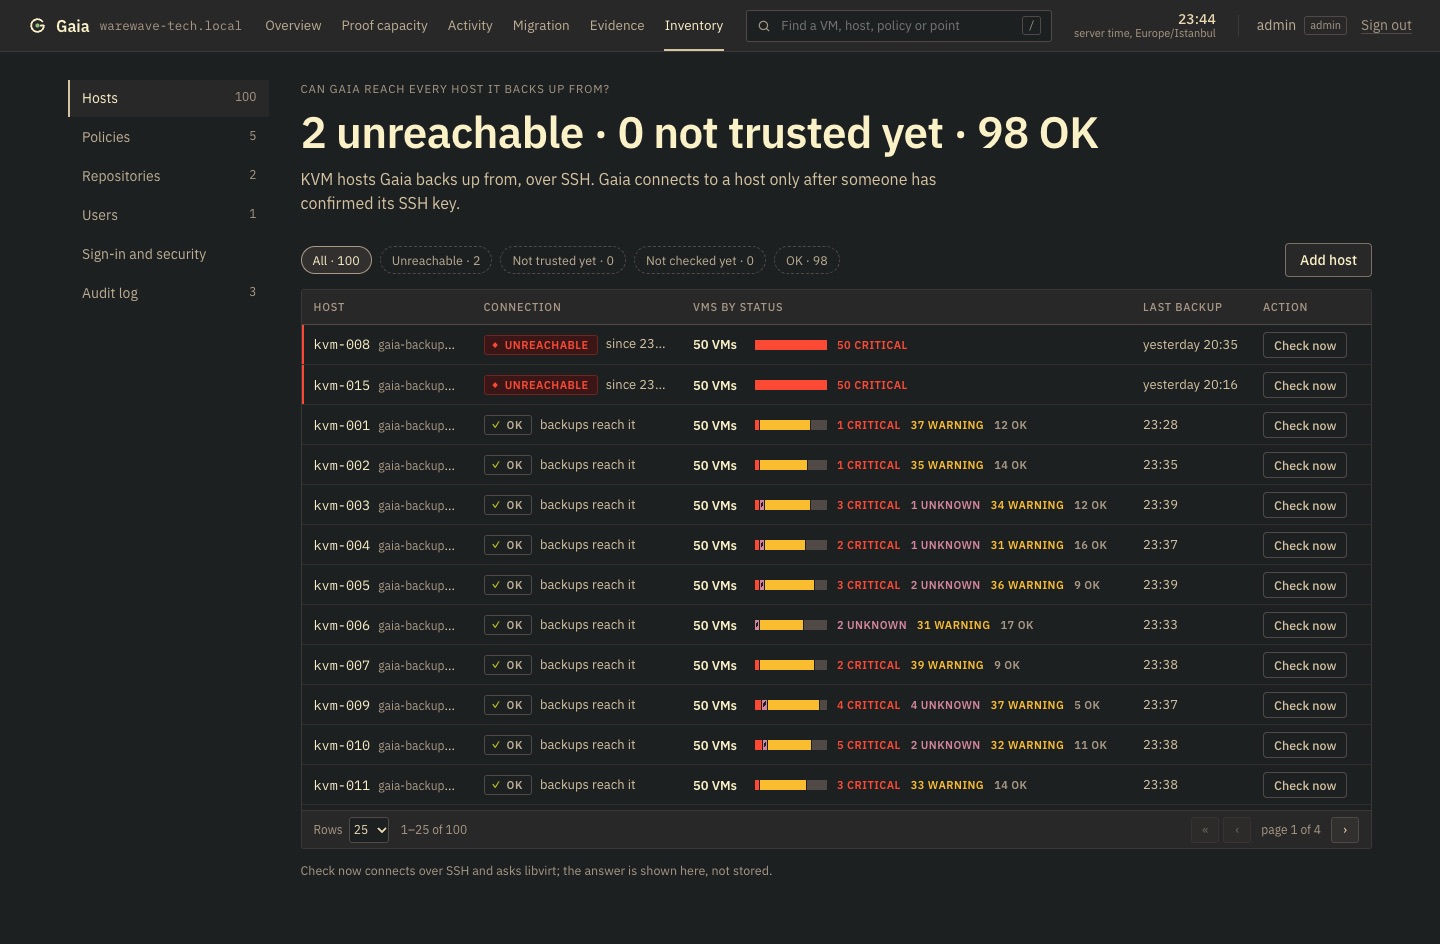 Gaia warewave-tech.local Overview Proof capacity Activity Migration Evidence Inventory Find a VM, host, policy or point / 23:44 admin admin Sign out
server time, Europe/Istanbul
Hosts 100
Policies 5
Repositories 2
Users 1
Sign-in and security
Audit log 3
CAN GAIA REACH EVERY HOST IT BACKS UP FROM?
2 unreachable · 0 not trusted yet · 98 OK
KVM hosts Gaia backs up from, over SSH. Gaia connects to a host only after someone has
confirmed its SSH key.
All · 100 Unreachable · 2 Not trusted yet · 0 Not checked yet · 0 OK · 98 Add host
HOST CONNECTION VMS BY STATUS LAST BACKUP ACTION
kvm-008 gaia-backup… UNREACHABLE since 23… 50 VMs 50 CRITICAL yesterday 20:35 Check now
kvm-015 gaia-backup… UNREACHABLE since 23… 50 VMs 50 CRITICAL yesterday 20:16 Check now
kvm-001 gaia-backup… ✓ OK backups reach it 50 VMs 1 CRITICAL 37 WARNING 12 OK 23:28 Check now
kvm-002 gaia-backup… ✓ OK backups reach it 50 VMs 1 CRITICAL 35 WARNING 14 OK 23:35 Check now
kvm-003 gaia-backup… ✓ OK backups reach it 50 VMs 3 CRITICAL 1 UNKNOWN 34 WARNING 12 OK 23:39 Check now
kvm-004 gaia-backup… ✓ OK backups reach it 50 VMs 2 CRITICAL 1 UNKNOWN 31 WARNING 16 OK 23:37 Check now
kvm-005 gaia-backup… ✓ OK backups reach it 50 VMs 3 CRITICAL 2 UNKNOWN 36 WARNING 9 OK 23:39 Check now
kvm-006 gaia-backup… ✓ OK backups reach it 50 VMs 2 UNKNOWN 31 WARNING 17 OK 23:33 Check now
kvm-007 gaia-backup… ✓ OK backups reach it 50 VMs 2 CRITICAL 39 WARNING 9 OK 23:38 Check now
kvm-009 gaia-backup… ✓ OK backups reach it 50 VMs 4 CRITICAL 4 UNKNOWN 37 WARNING 5 OK 23:37 Check now
kvm-010 gaia-backup… ✓ OK backups reach it 50 VMs 5 CRITICAL 2 UNKNOWN 32 WARNING 11 OK 23:38 Check now
kvm-011 gaia-backup… ✓ OK backups reach it 50 VMs 3 CRITICAL 33 WARNING 14 OK 23:38 Check now
Rows 25 1–25 of 100 « ‹ page 1 of 4 ›
Check now connects over SSH and asks libvirt; the answer is shown here, not stored.